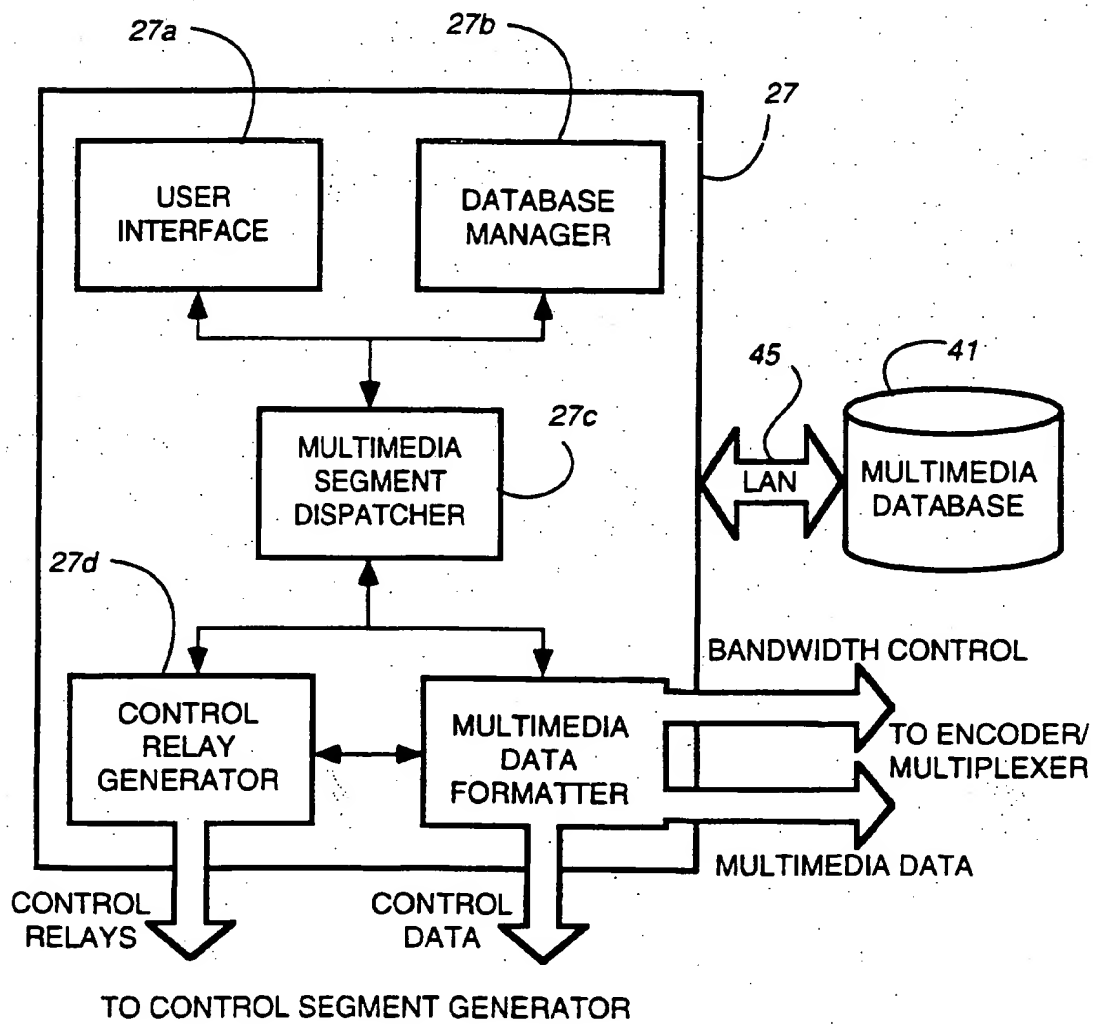 27a
27b
27
USER
INTERFACE
DATABASE
MANAGER
45
41
27c
MULTIMEDIA
SEGMENT
DISPATCHER
LAN
MULTIMEDIA
DATABASE
27d
BANDWIDTH CONTROL
CONTROL
RELAY
GENERATOR
MULTIMEDIA
DATA
FORMATTER
TO ENCODER/
MULTIPLEXER
MULTIMEDIA DATA
CONTROL
RELAYS
CONTROL
DATA
TO CONTROL SEGMENT GENERATOR